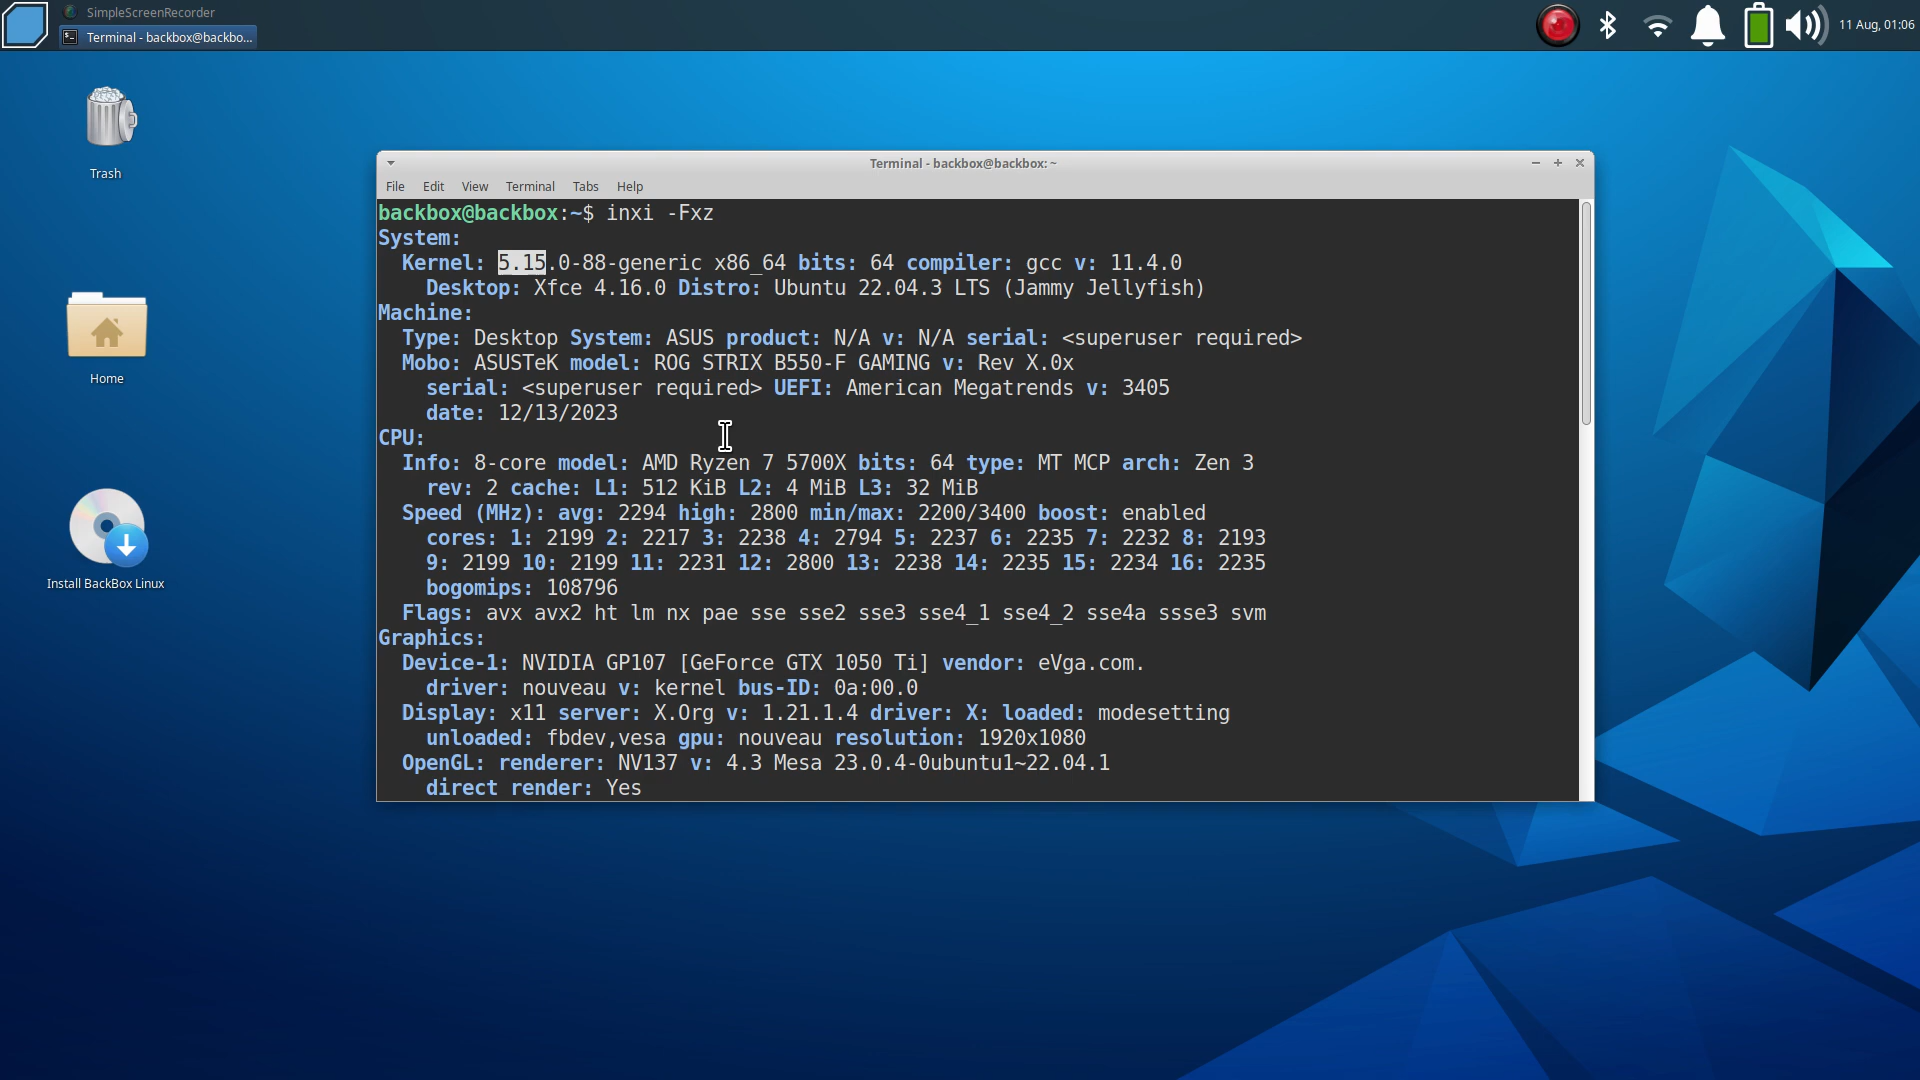 SimpleScreenRecorder
Terminal - backbox@backbo...
11 Aug, 01:06
Trash
Home
Install BackBox Linux
Terminal - backbox@backbox: ~
File Edit View Terminal Tabs Help
backbox@backbox:~$ inxi -Fxz
System:
Kernel: 5.15.0-88-generic x86_64 bits: 64 compiler: gcc v: 11.4.0
Desktop: Xfce 4.16.0 Distro: Ubuntu 22.04.3 LTS (Jammy Jellyfish)
Machine:
Type: Desktop System: ASUS product: N/A v: N/A serial: <superuser required>
Mobo: ASUSTeK model: ROG STRIX B550-F GAMING v: Rev X.0x
serial: <superuser required> UEFI: American Megatrends v: 3405
date: 12/13/2023
CPU:
Info: 8-core model: AMD Ryzen 7 5700X bits: 64 type: MT MCP arch: Zen 3
rev: 2 cache: L1: 512 KiB L2: 4 MiB L3: 32 MiB
Speed (MHz): avg: 2294 high: 2800 min/max: 2200/3400 boost: enabled
cores: 1: 2199 2: 2217 3: 2238 4: 2794 5: 2237 6: 2235 7: 2232 8: 2193
9: 2199 10: 2199 11: 2231 12: 2800 13: 2238 14: 2235 15: 2234 16: 2235
bogomips: 108796
Flags: avx avx2 ht lm nx pae sse sse2 sse3 sse4_1 sse4_2 sse4a ssse3 svm
Graphics:
Device-1: NVIDIA GP107 [GeForce GTX 1050 Ti] vendor: eVga.com.
driver: nouveau v: kernel bus-ID: 0a:00.0
Display: x11 server: X.Org v: 1.21.1.4 driver: X: loaded: modesetting
unloaded: fbdev,vesa gpu: nouveau resolution: 1920x1080
OpenGL: renderer: NV137 v: 4.3 Mesa 23.0.4-0ubuntu1~22.04.1
direct render: Yes